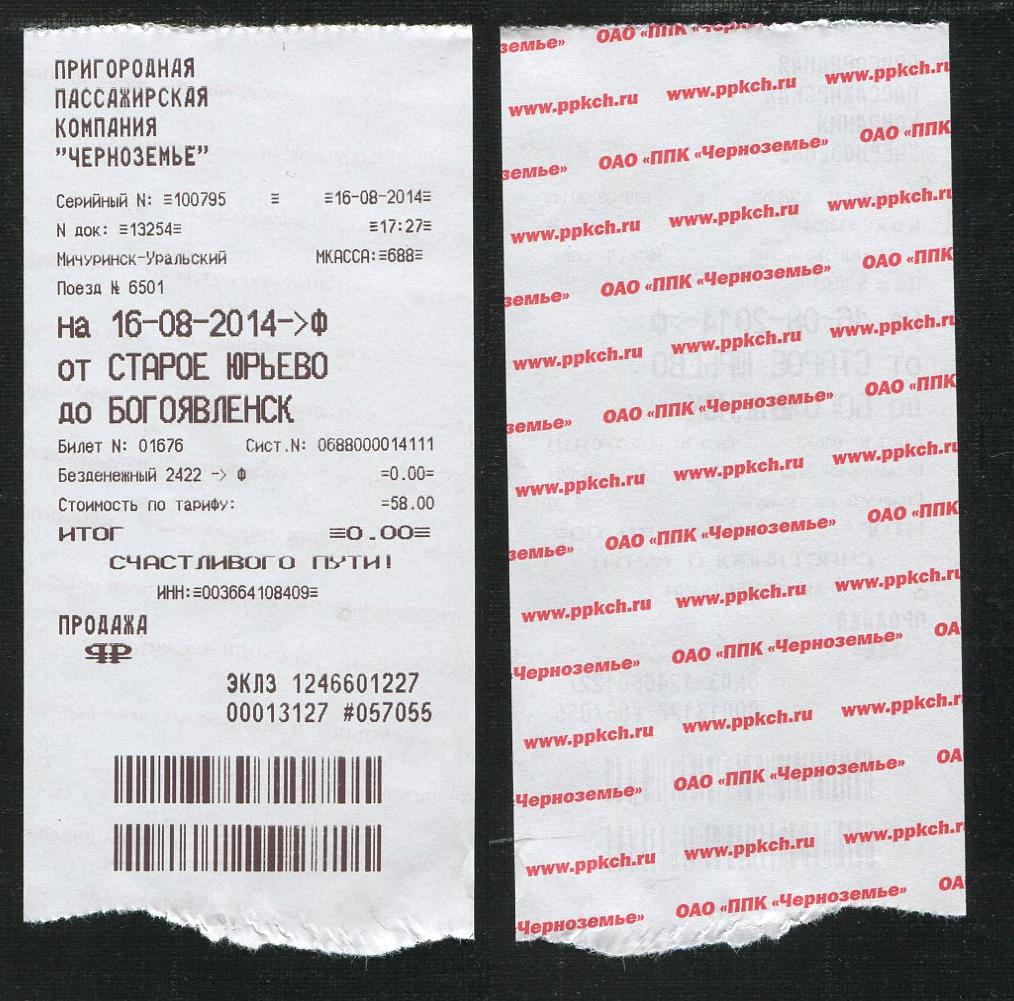 ПРИГОРОДНАЯ
ПАССАЖИРСКАЯ
КОМПАНИЯ
"ЧЕРНОЗЕМЬЕ"
Серийный N: ≡100795 ≡ ≡16-08-2014≡
N док: ≡13254≡ ≡17:27≡
Мичуринск-Уральский МКАССА:≡688≡
Поезд № 6501
на 16-08-2014->Ф
от СТАРОЕ ЮРЬЕВО
до БОГОЯВЛЕНСК
Билет N: 01676 Сист.N: 0688000014111
Безденежный 2422 -> Ф =0.00=
Стоимость по тарифу: =58.00
ИТОГ ≡0.00≡
СЧАСТЛИВОГО ПУТИ!
ИНН:≡003664108409≡
ПРОДАЖА
ЭКЛЗ 1246601227
00013127 #057055
земье» ОАО «ППК «Черно
www.ppkch.ru www.ppkch.ru www.ppkch.ru
земье» ОАО «ППК «Черноземье» ОАО «ППК
www.ppkch.ru www.ppkch.ru www.ppkch.ru
земье» ОАО «ППК «Черноземье» ОАО «ППК
www.ppkch.ru www.ppkch.ru www.ppkch.ru
земье» ОАО «ППК «Черноземье» ОАО «ППК
www.ppkch.ru www.ppkch.ru www.ppkch.ru
земье» ОАО «ППК «Черноземье» ОАО «ППК
www.ppkch.ru www.ppkch.ru www.ppkch.ru
Черноземье» ОАО «ППК «Черноземье» ОА
www.ppkch.ru www.ppkch.ru www.ppkch.ru
Черноземье» ОАО «ППК «Черноземье» ОА
www.ppkch.ru www.ppkch.ru www.ppkch.r
Черноземье» ОАО «ППК «Черноземье» ОА